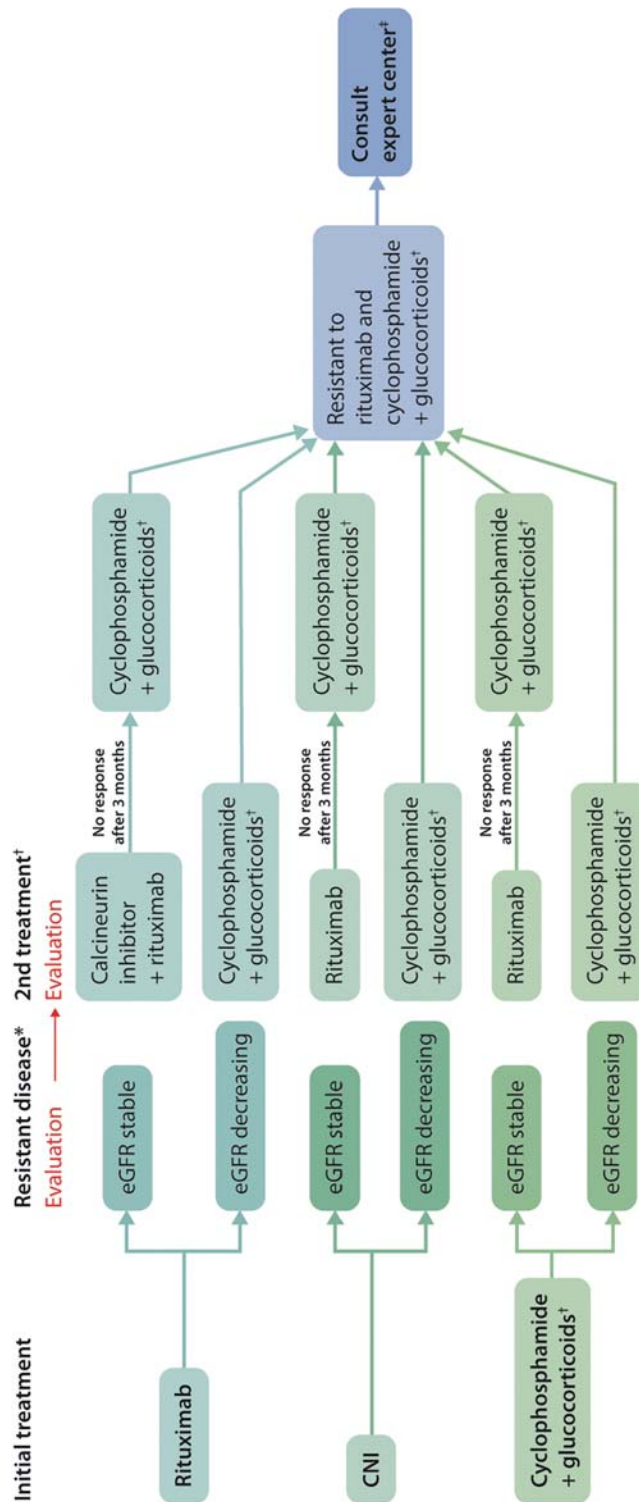 Initial treatment
Resistant disease*
Evaluation
2nd treatment†
Evaluation
Rituximab
eGFR stable
Calcineurin
inhibitor
+ rituximab
No response
after 3 months
Cyclophosphamide
+ glucocorticoids†
eGFR decreasing
Cyclophosphamide
+ glucocorticoids†
CNI
eGFR stable
Rituximab
No response
after 3 months
Cyclophosphamide
+ glucocorticoids†
eGFR decreasing
Cyclophosphamide
+ glucocorticoids†
Cyclophosphamide
+ glucocorticoids†
eGFR stable
Rituximab
No response
after 3 months
Cyclophosphamide
+ glucocorticoids†
eGFR decreasing
Cyclophosphamide
+ glucocorticoids†
Resistant to
rituximab and
cyclophosphamide
+ glucocorticoids†
Consult
expert center‡